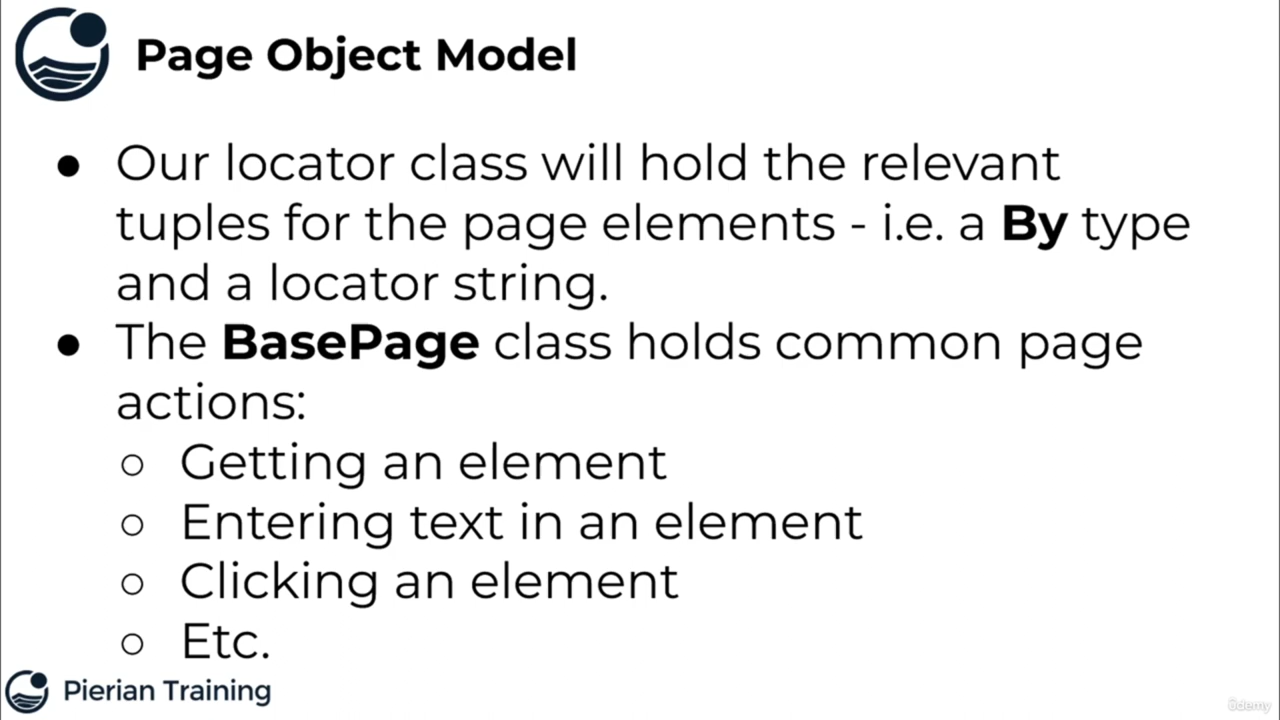 Page Object Model
● Our locator class will hold the relevant
tuples for the page elements - i.e. a By type
and a locator string.
● The BasePage class holds common page
actions:
○ Getting an element
○ Entering text in an element
○ Clicking an element
○ Etc.
Pierian Training
ûdemy